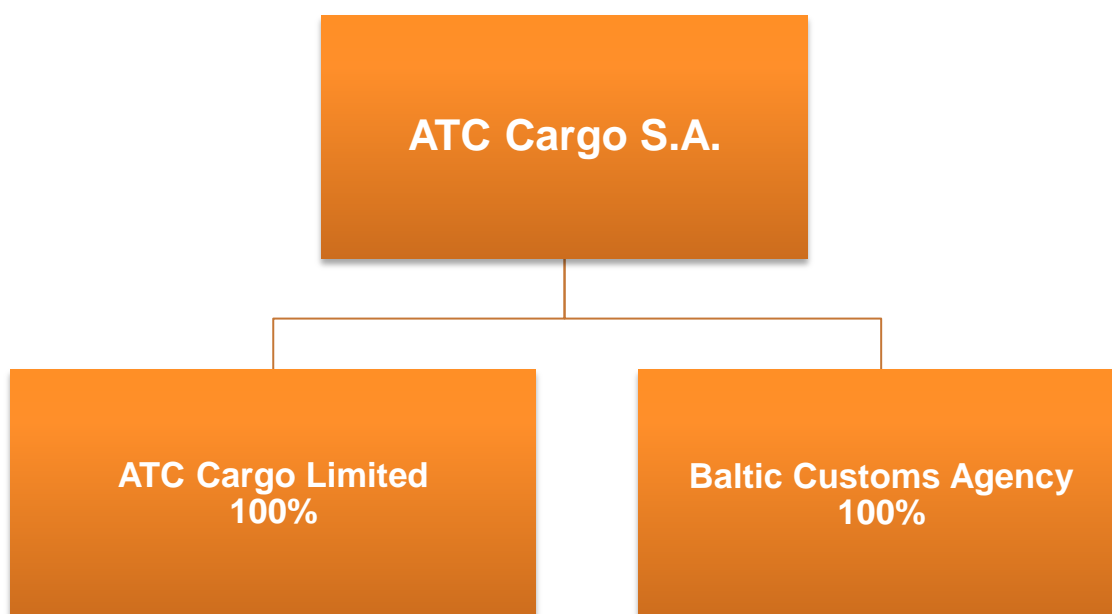 ATC Cargo S.A.
ATC Cargo Limited
100%
Baltic Customs Agency
100%